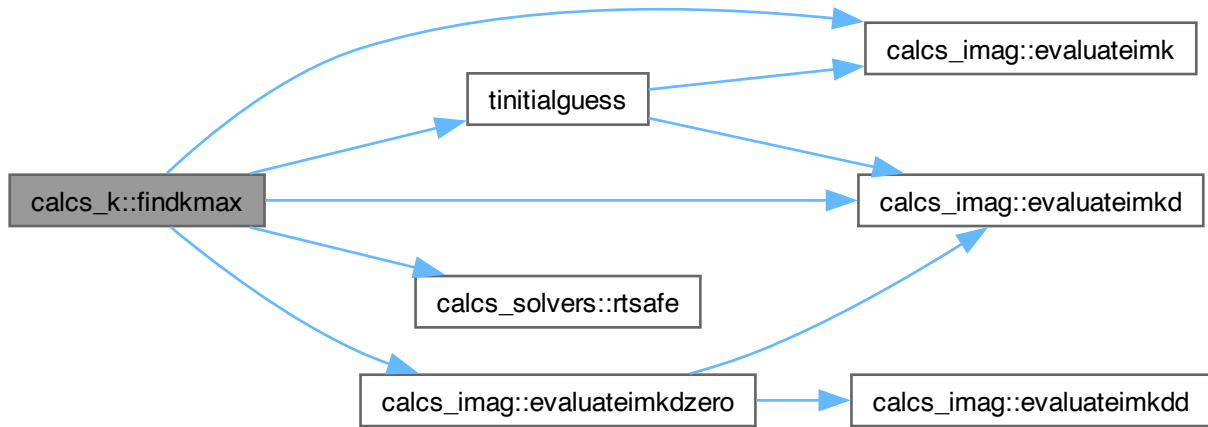 calcs_imag::evaluateimk
tinitialguess
calcs_k::findkmax
calcs_imag::evaluateimkd
calcs_solvers::rtsafe
calcs_imag::evaluateimkdzero
calcs_imag::evaluateimkdd